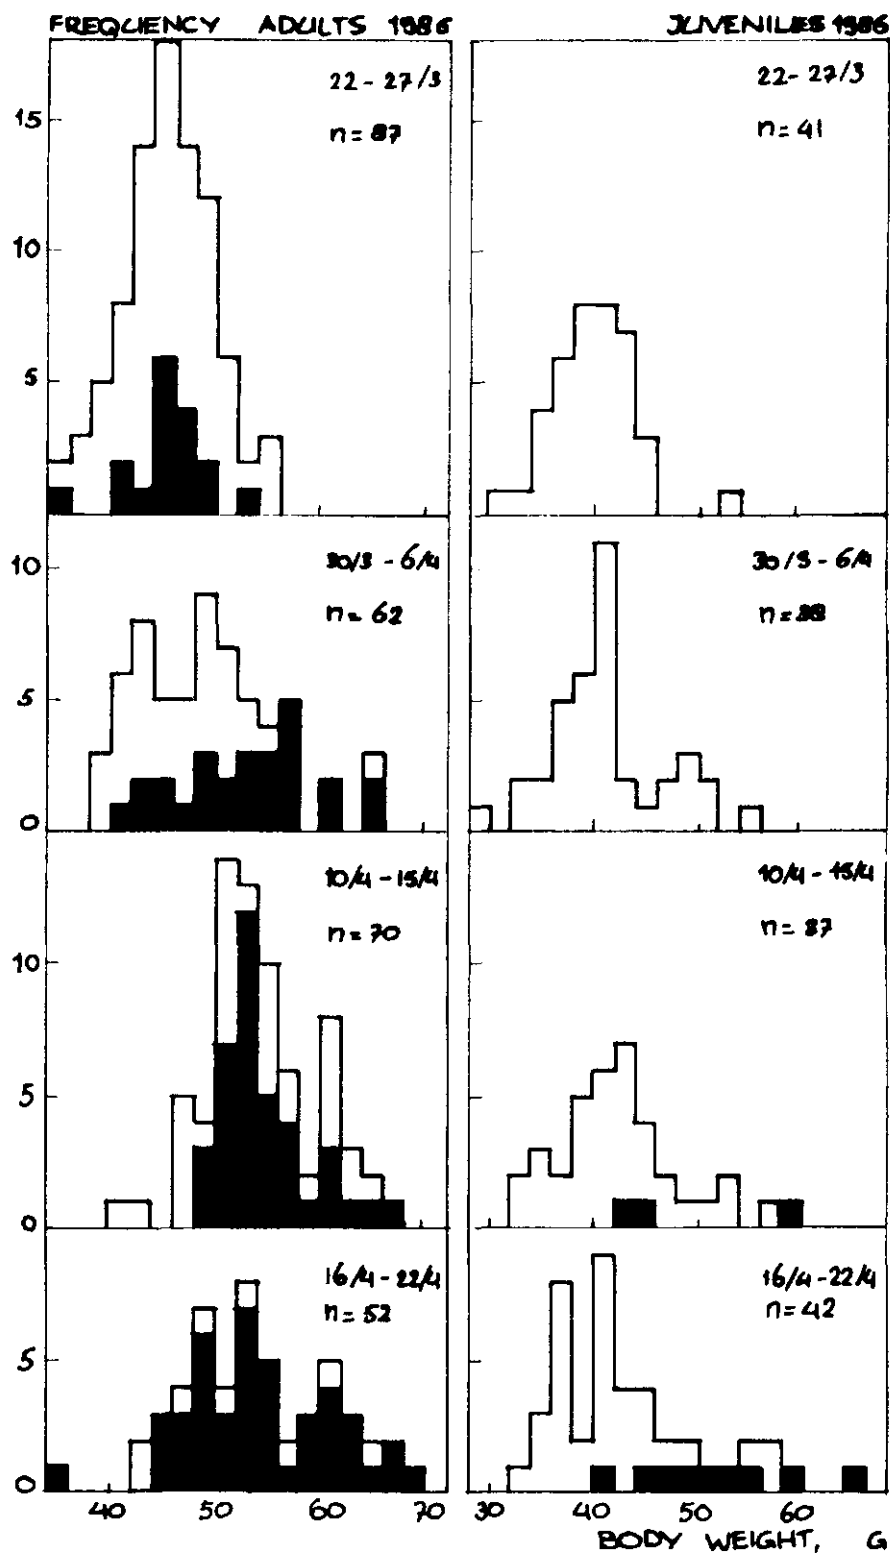 FREQUENCY ADULTS 1986
JUVENILES 1986
22 - 27/3
n = 87
22 - 27/3
n = 41
15
10
5
30/3 - 6/4
n = 62
30/3 - 6/4
n = 38
10
5
0
10/4 - 15/4
n = 70
10/4 - 15/4
n = 37
10
5
0
16/4 - 22/4
n = 52
16/4 - 22/4
n = 42
5
0
40 50 60 70
30 40 50 60
BODY WEIGHT, G